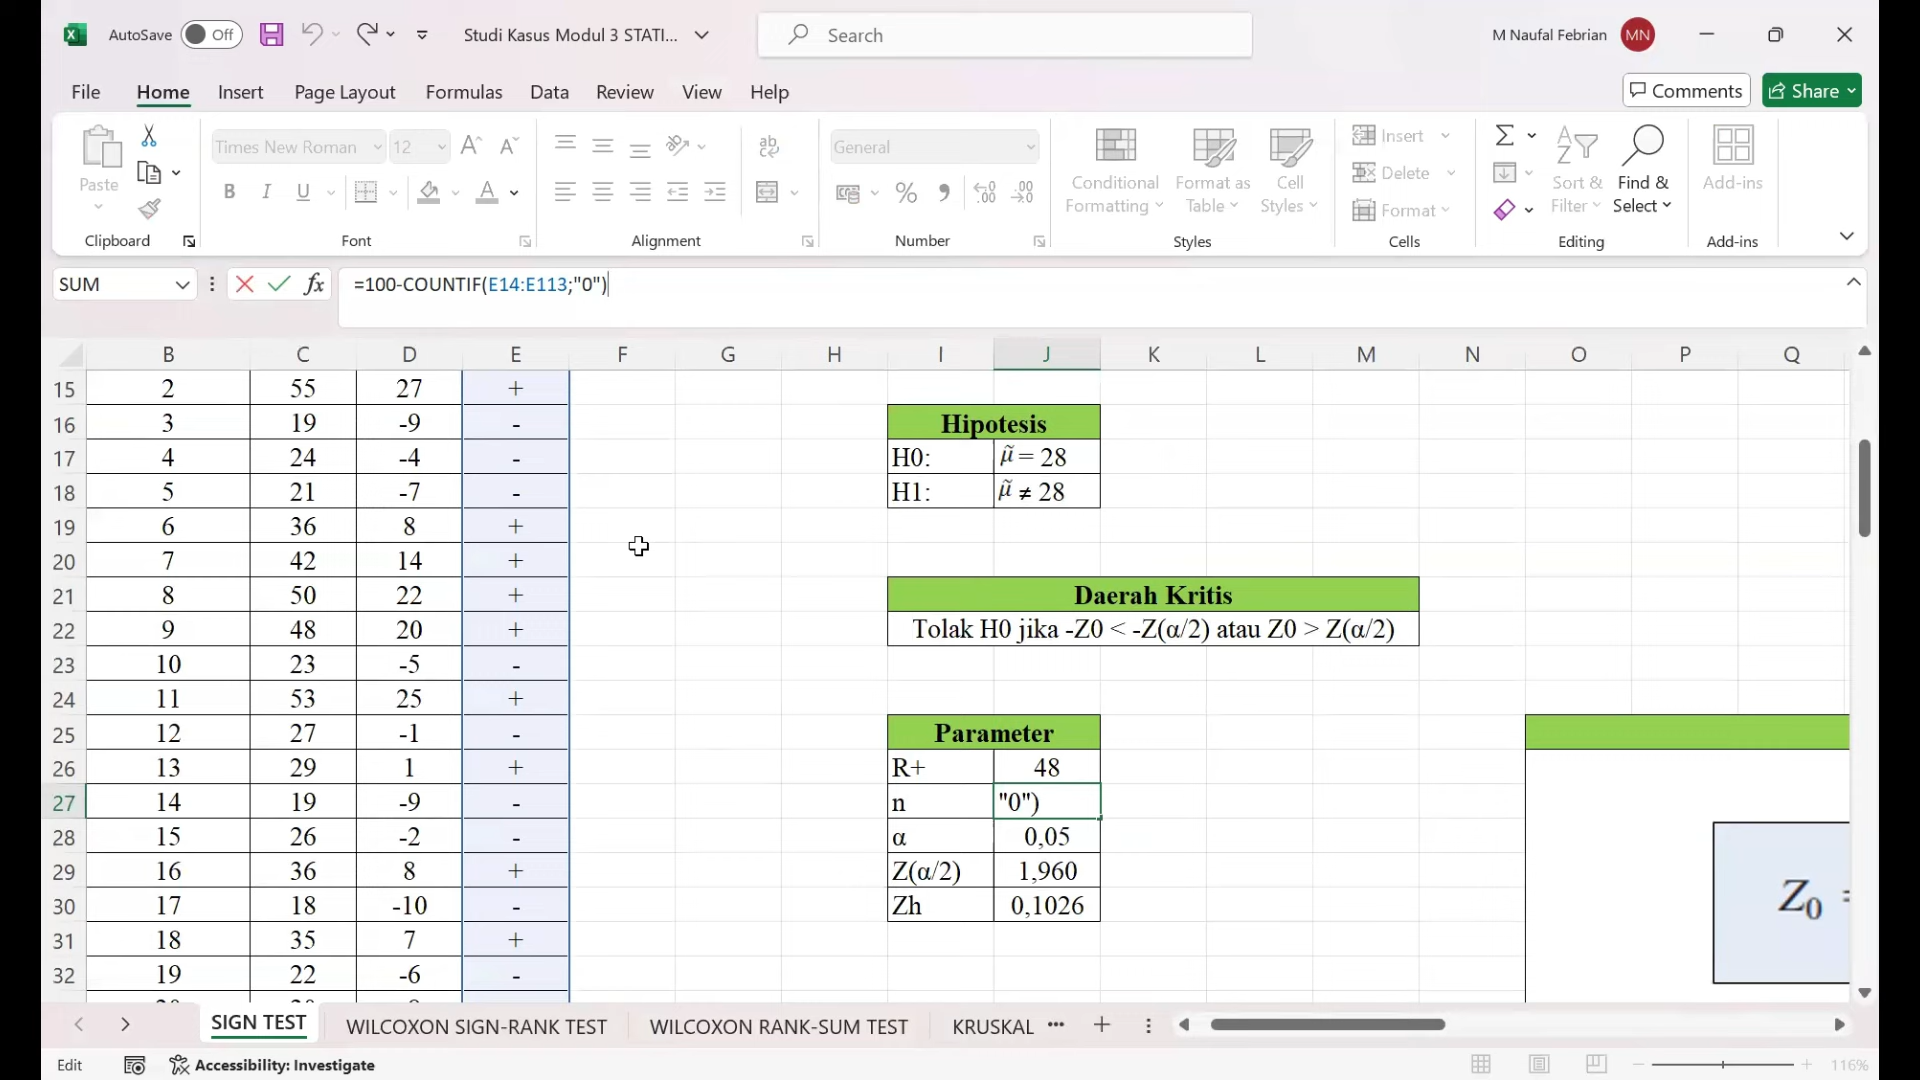 AutoSave Off Studi Kasus Modul 3 STATI... Search M Naufal Febrian MN
File Home Insert Page Layout Formulas Data Review View Help Comments Share
Paste
Clipboard
Times New Roman 12
B I U
Font
ab
Alignment
General
% ,
Number
Conditional Formatting
Format as Table
Cell Styles
Styles
Insert
Delete
Format
Cells
Sort & Filter
Find & Select
Editing
Add-ins
Add-ins
SUM fx =100-COUNTIF(E14:E113;"0")
B C D E F G H I J K L M N O P Q
15 2 55 27 +
16 3 19 -9 - Hipotesis
17 4 24 -4 - H0: μ̃ = 28
18 5 21 -7 - H1: μ̃ ≠ 28
19 6 36 8 +
20 7 42 14 +
21 8 50 22 + Daerah Kritis
22 9 48 20 + Tolak H0 jika -Z0 < -Z(α/2) atau Z0 > Z(α/2)
23 10 23 -5 -
24 11 53 25 +
25 12 27 -1 - Parameter
26 13 29 1 + R+ 48
27 14 19 -9 - n "0")
28 15 26 -2 - α 0,05
29 16 36 8 + Z(α/2) 1,960
30 17 18 -10 - Zh 0,1026 Z0 =
31 18 35 7 +
32 19 22 -6 -
SIGN TEST WILCOXON SIGN-RANK TEST WILCOXON RANK-SUM TEST KRUSKAL ...
Edit Accessibility: Investigate 116%